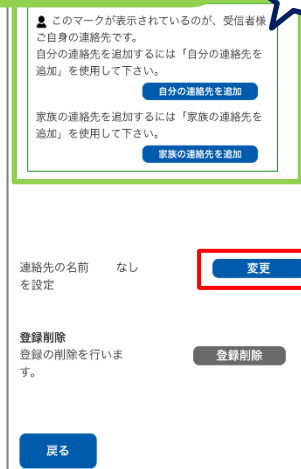 このマークが表示されているのが、受信者様
ご自身の連絡先です。
自分の連絡先を追加するには「自分の連絡先を
追加」を使用して下さい。
自分の連絡先を追加
家族の連絡先を追加するには「家族の連絡先を
追加」を使用して下さい。
家族の連絡先を追加
連絡先の名前 なし 変更
を設定
登録削除
登録の削除を行いま 登録削除
す。
戻る